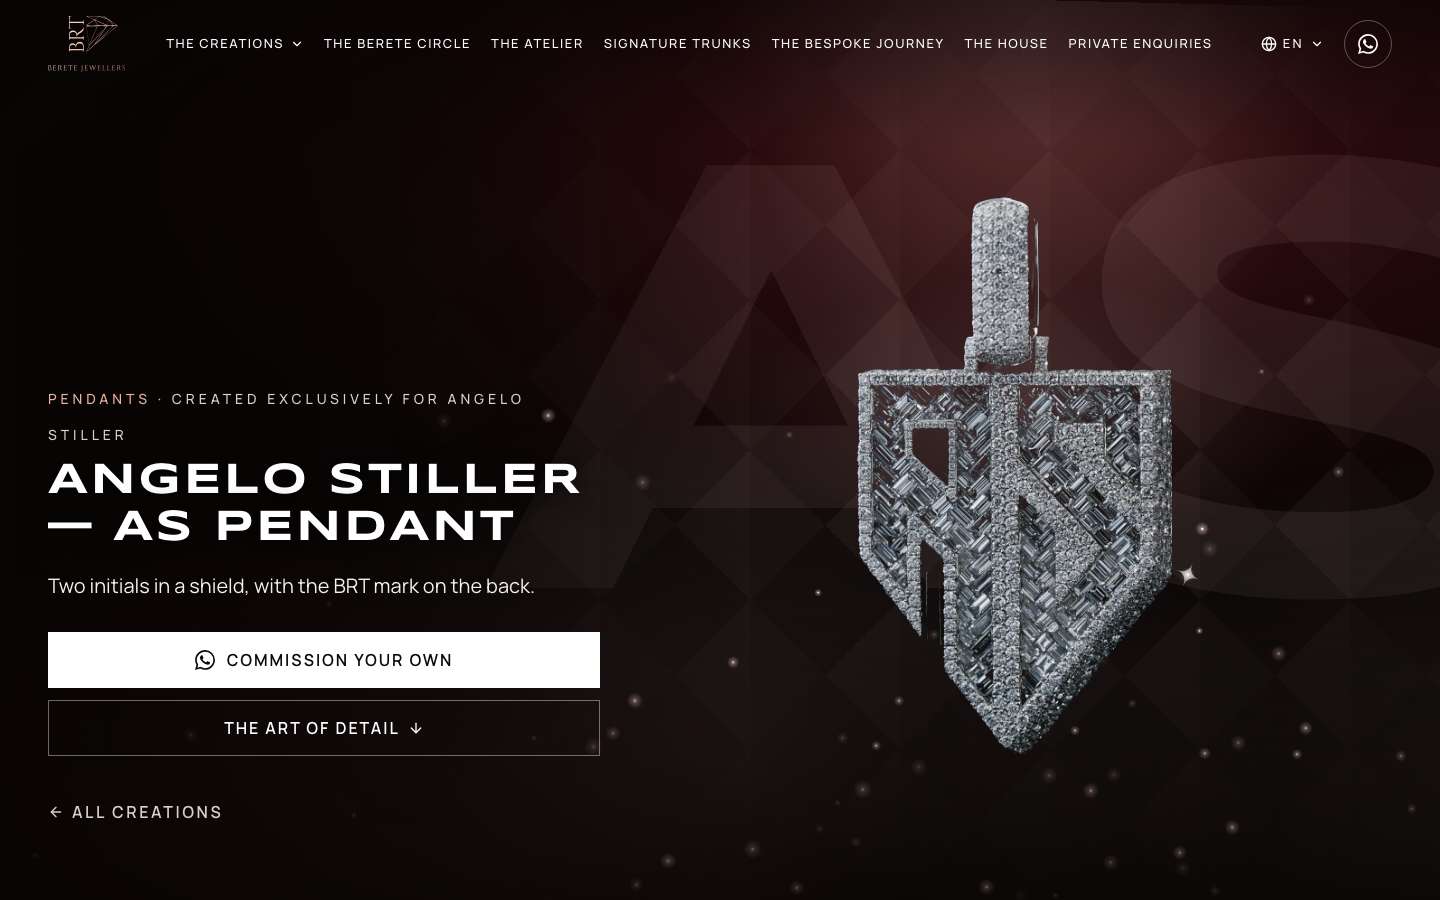 BRT
BERETE JEWELLERS
THE CREATIONS
THE BERETE CIRCLE
THE ATELIER
SIGNATURE TRUNKS
THE BESPOKE JOURNEY
THE HOUSE
PRIVATE ENQUIRIES
EN
AS
PENDANTS · CREATED EXCLUSIVELY FOR ANGELO
STILLER
ANGELO STILLER
— AS PENDANT
Two initials in a shield, with the BRT mark on the back.
COMMISSION YOUR OWN
THE ART OF DETAIL ↓
← ALL CREATIONS